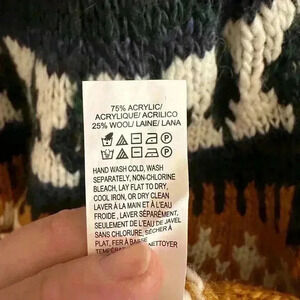 75% ACRYLIC/
ACRYLIQUE/ ACRILICO
25% WOOL/ LAINE/ LANA
HAND WASH COLD, WASH
SEPARATELY, NON-CHLORINE
BLEACH, LAY FLAT TO DRY,
COOL IRON, OR DRY CLEAN
LAVER À LA MAIN ET À L'EAU
FROIDE , LAVER SÉPARÉMENT,
SEULEMENT DE L'EAU DE JAVEL
SANS CHLORURE, SÉCHER À
PLAT, FER À BASSE
NETTOYER